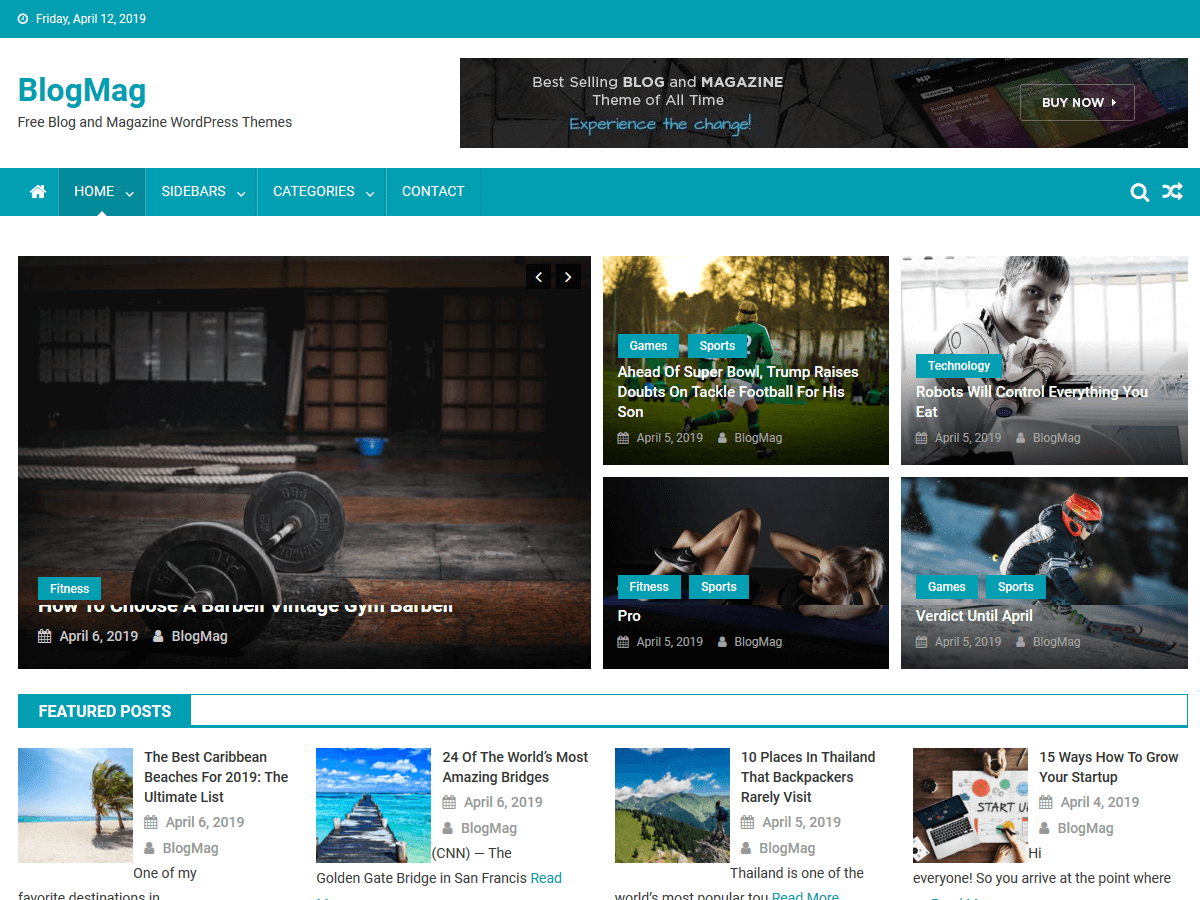 Friday, April 12, 2019
BlogMag
Free Blog and Magazine WordPress Themes
Best Selling BLOG and MAGAZINE
Theme of All Time
Experience the change!
BUY NOW
HOME
SIDEBARS
CATEGORIES
CONTACT
Fitness
How To Choose A Barbell Vintage Gym Barbell
April 6, 2019 BlogMag
Games Sports
Ahead Of Super Bowl, Trump Raises
Doubts On Tackle Football For His
Son
April 5, 2019 BlogMag
Technology
Robots Will Control Everything You
Eat
April 5, 2019 BlogMag
Fitness Sports
Pro
April 5, 2019 BlogMag
Games Sports
Verdict Until April
April 5, 2019 BlogMag
FEATURED POSTS
The Best Caribbean
Beaches For 2019: The
Ultimate List
April 6, 2019
BlogMag
One of my
favorite destinations in
24 Of The World's Most
Amazing Bridges
April 6, 2019
BlogMag
(CNN) — The
Golden Gate Bridge in San Francis Read
10 Places In Thailand
That Backpackers
Rarely Visit
April 5, 2019
BlogMag
Thailand is one of the
world's most popular tou Read More
START U
15 Ways How To Grow
Your Startup
April 4, 2019
BlogMag
Hi
everyone! So you arrive at the point where